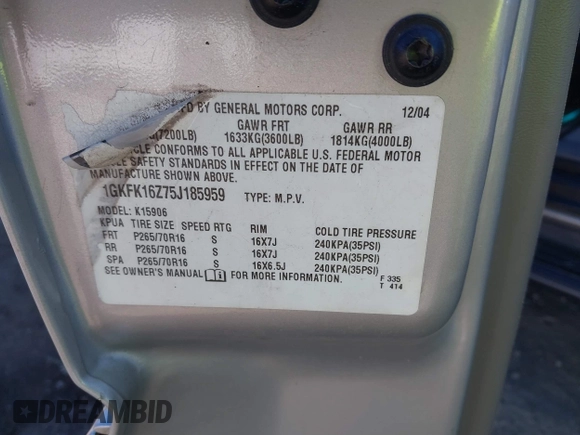 FD BY GENERAL MOTORS CORP. 12/04
GAWR FRT GAWR RR
(7200LB) 1633KG(3600LB) 1814KG(4000LB)
CLE CONFORMS TO ALL APPLICABLE U.S. FEDERAL MOTOR
SAFETY STANDARDS IN EFFECT ON THE DATE OF
MANUFACTURE SHOWN ABOVE.
1GKFK16Z75J185959 TYPE: M.P.V.
MODEL: K15906
KPUA TIRE SIZE SPEED RTG RIM COLD TIRE PRESSURE
FRT P265/70R16 S 16X7J 240KPA(35PSI)
RR P265/70R16 S 16X7J 240KPA(35PSI)
SPA P265/70R16 S 16X6.5J 240KPA(35PSI)
SEE OWNER'S MANUAL FOR MORE INFORMATION.
F 335
T 414
DREAMBID